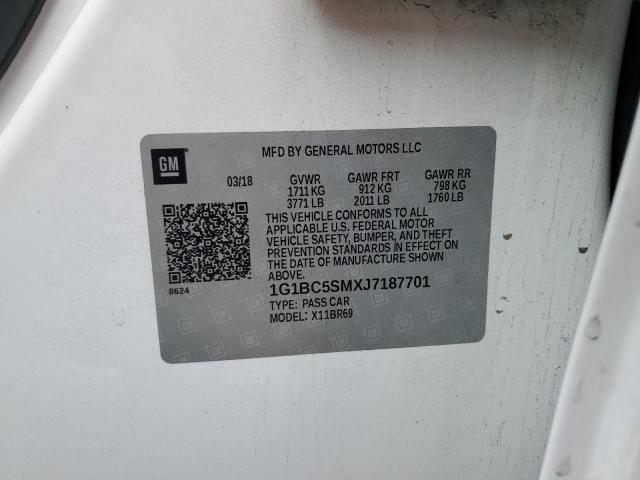 GM
MFD BY GENERAL MOTORS LLC
03/18 GVWR GAWR FRT GAWR RR
1711 KG 912 KG 798 KG
3771 LB 2011 LB 1760 LB
THIS VEHICLE CONFORMS TO ALL
APPLICABLE U.S. FEDERAL MOTOR
VEHICLE SAFETY, BUMPER, AND THEFT
PREVENTION STANDARDS IN EFFECT ON
THE DATE OF MANUFACTURE SHOWN
ABOVE.
8624
1G1BC5SMXJ7187701
TYPE: PASS CAR
MODEL: X11BR69